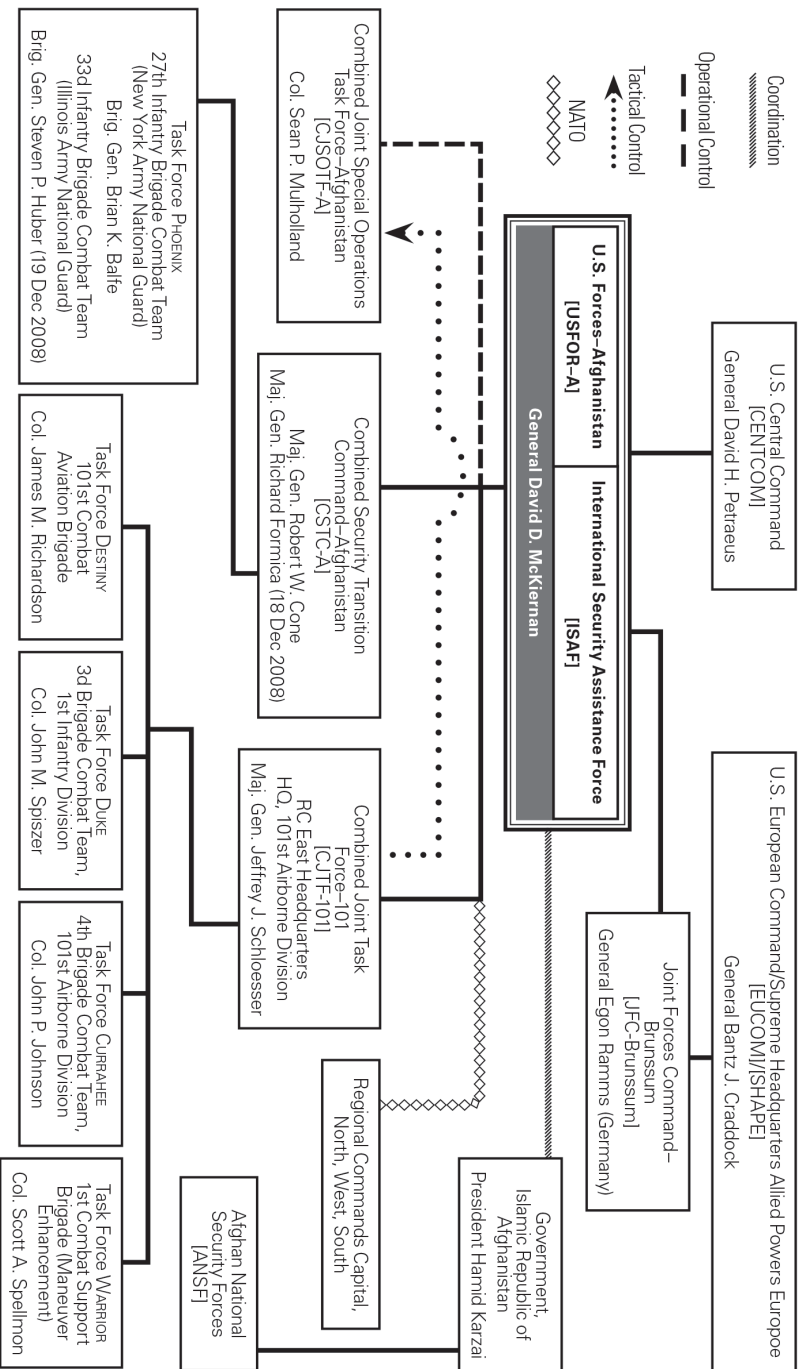 Coordination
Operational Control
Tactical Control
NATO
U.S. Central Command
[CENTCOM]
General David H. Petraeus
U.S. European Command/Supreme Headquarters Allied Powers Europoe
[EUCOM]/[SHAPE]
General Bantz J. Craddock
U.S. Forces–Afghanistan
[USFOR–A]
International Security Assistance Force
[ISAF]
General David D. McKiernan
Joint Forces Command–
Brunssum
[JFC-Brunssum]
General Egon Ramms (Germany)
Government,
Islamic Republic of
Afghanistan
President Hamid Karzai
Combined Joint Special Operations
Task Force–Afghanistan
[CJSOTF-A]
Col. Sean P. Mulholland
Combined Security Transition
Command–Afghanistan
[CSTC-A]
Maj. Gen. Robert W. Cone
Maj. Gen. Richard Formica (18 Dec 2008)
Combined Joint Task
Force–101
[CJTF-101]
RC East Headquarters
HQ, 101st Airborne Division
Maj. Gen. Jeffrey J. Schloesser
Regional Commands Capital,
North, West, South
Afghan National
Security Forces
[ANSF]
Task Force PHOENIX
27th Infantry Brigade Combat Team
(New York Army National Guard)
Brig. Gen. Brian K. Balfe
33d Infantry Brigade Combat Team
(Illinois Army National Guard)
Brig. Gen. Steven P. Huber (19 Dec 2008)
Task Force DESTINY
101st Combat
Aviation Brigade
Col. James M. Richardson
Task Force DUKE
3d Brigade Combat Team,
1st Infantry Division
Col. John M. Spiszer
Task Force CURRAHEE
4th Brigade Combat Team,
101st Airborne Division
Col. John P. Johnson
Task Force WARRIOR
1st Combat Support
Brigade (Maneuver
Enhancement)
Col. Scott A. Spellmon